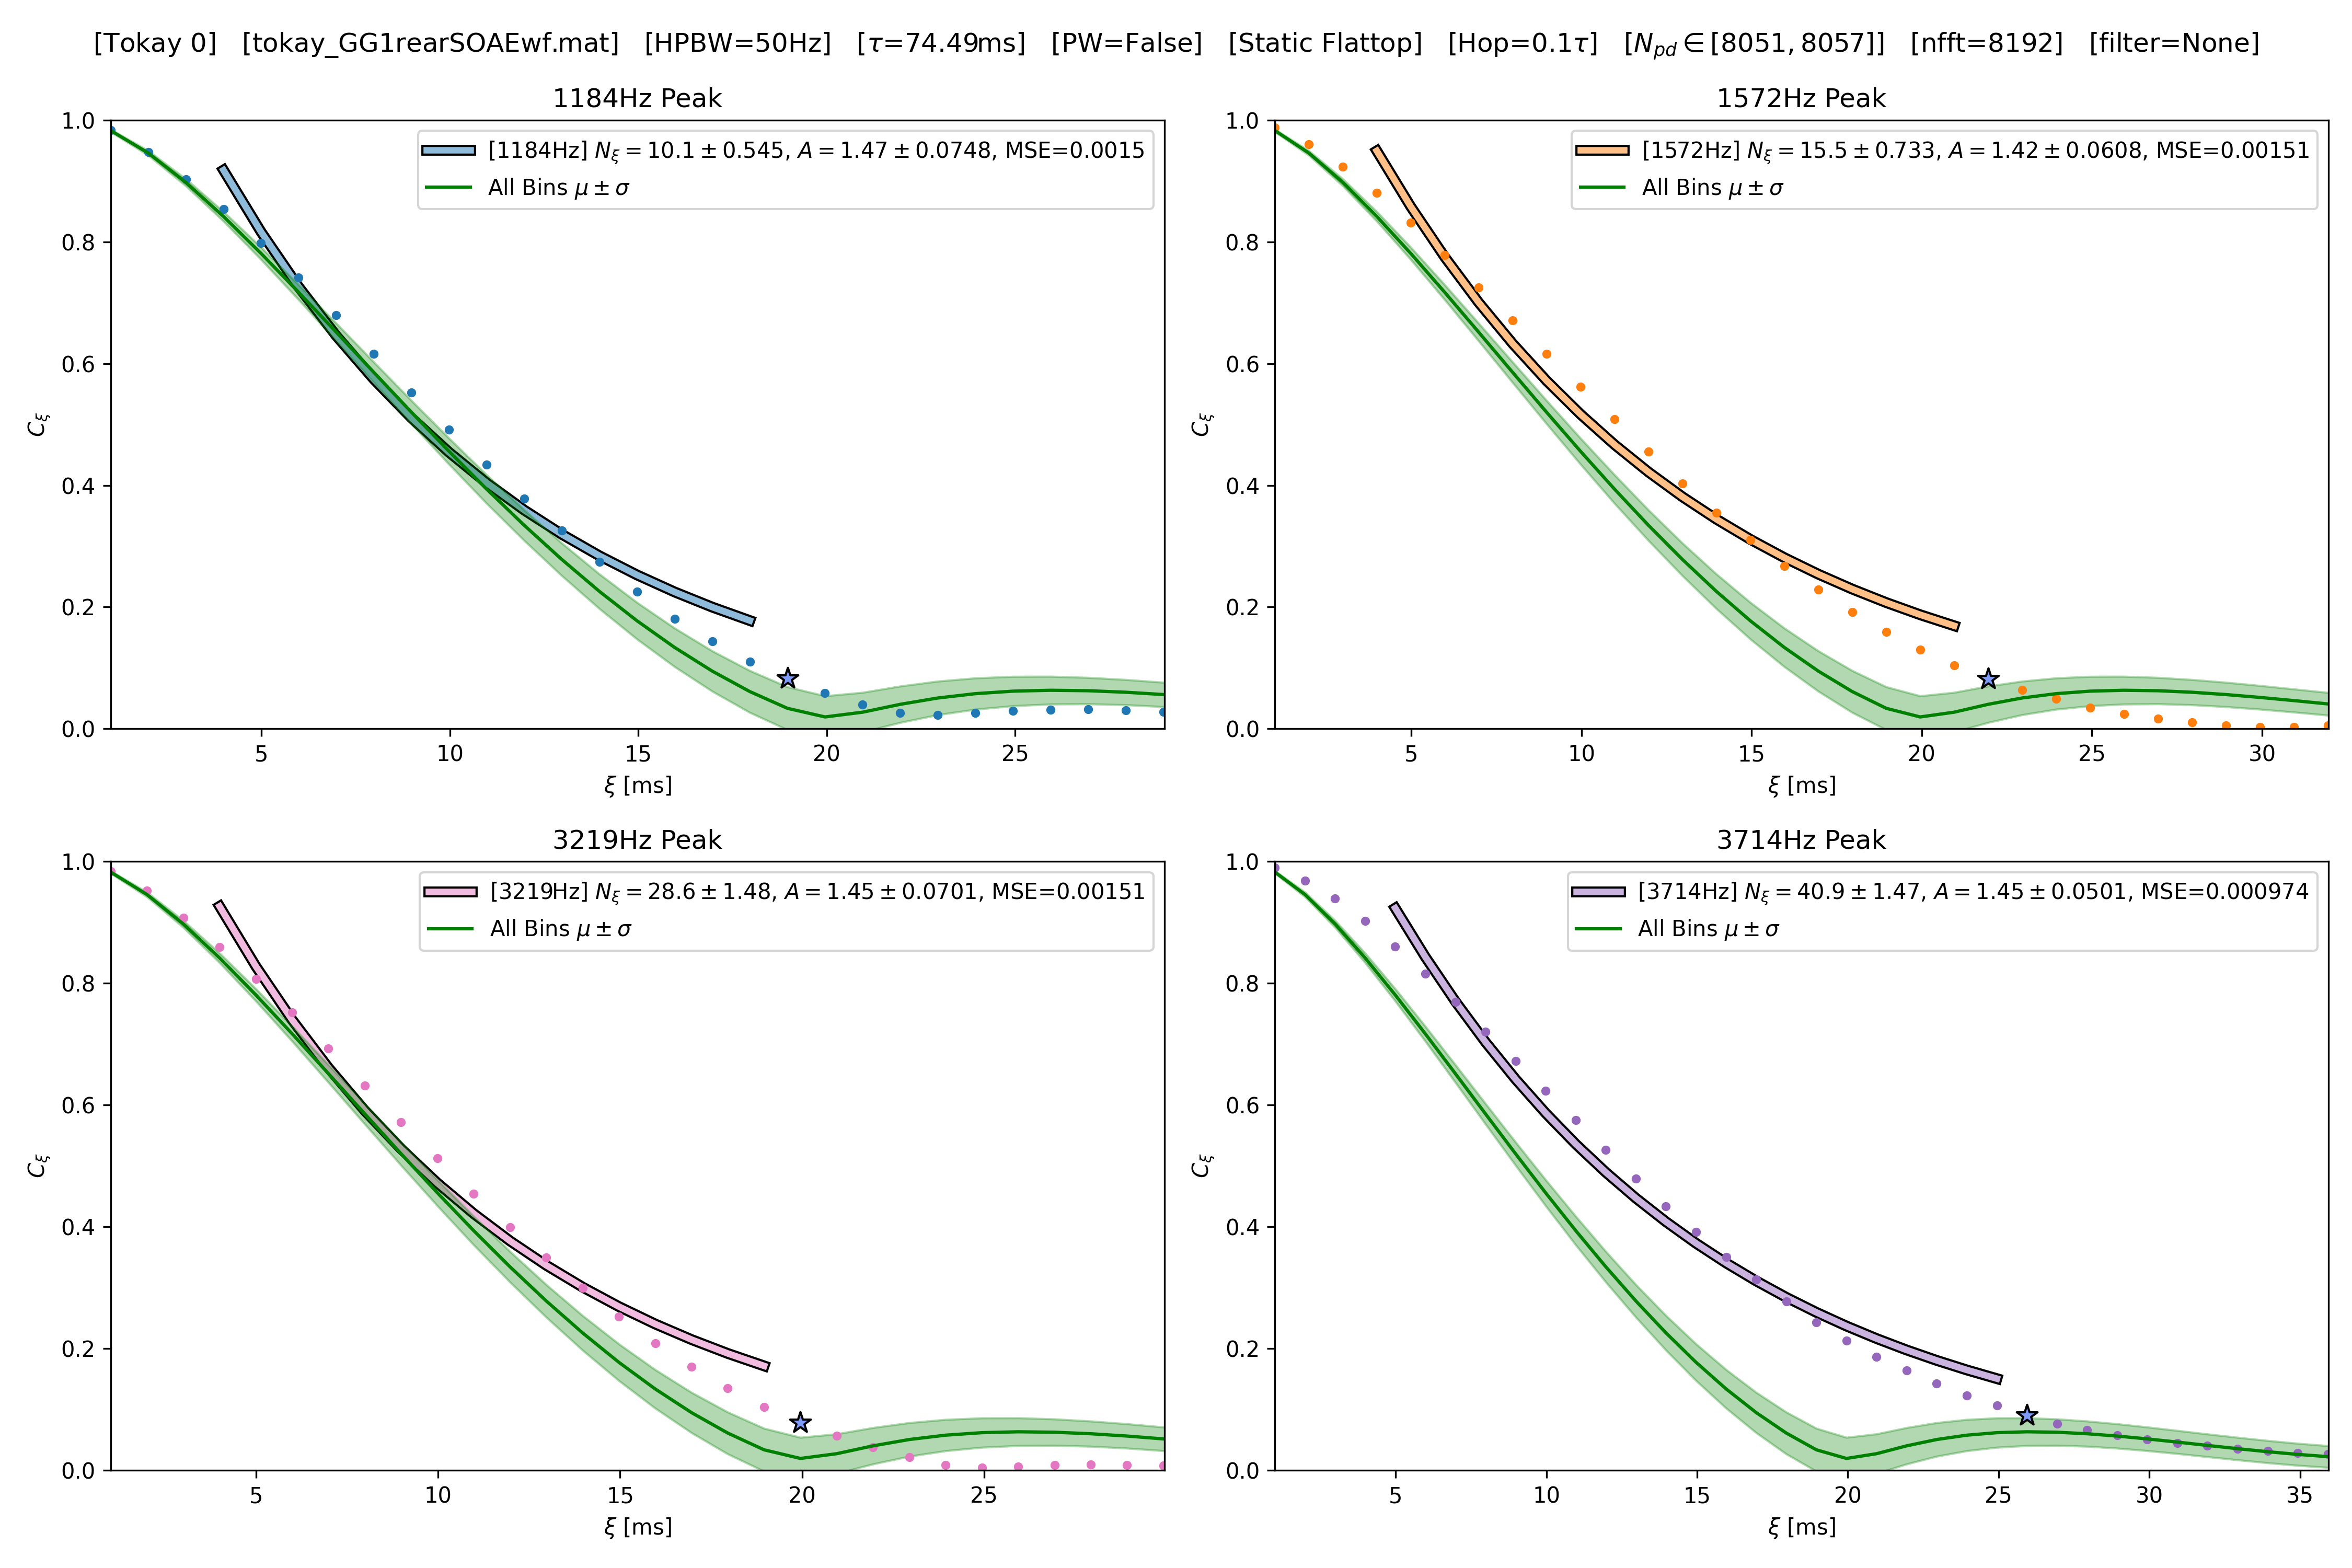 [Tokay 0] [tokay_GG1rearSOAEwf.mat] [HPBW=50Hz] [τ=74.49ms] [PW=False] [Static Flattop] [Hop=0.1τ] [N_pd ∈ [8051, 8057]] [nfft=8192] [filter=None]
1184Hz Peak
[1184Hz] N_ξ = 10.1 ± 0.545, A = 1.47 ± 0.0748, MSE=0.0015
All Bins μ ± σ
1.0
0.8
0.6
0.4
0.2
0.0
C_ξ
5 10 15 20 25
ξ [ms]
1572Hz Peak
[1572Hz] N_ξ = 15.5 ± 0.733, A = 1.42 ± 0.0608, MSE=0.00151
All Bins μ ± σ
1.0
0.8
0.6
0.4
0.2
0.0
C_ξ
5 10 15 20 25 30
ξ [ms]
3219Hz Peak
[3219Hz] N_ξ = 28.6 ± 1.48, A = 1.45 ± 0.0701, MSE=0.00151
All Bins μ ± σ
1.0
0.8
0.6
0.4
0.2
0.0
C_ξ
5 10 15 20 25
ξ [ms]
3714Hz Peak
[3714Hz] N_ξ = 40.9 ± 1.47, A = 1.45 ± 0.0501, MSE=0.000974
All Bins μ ± σ
1.0
0.8
0.6
0.4
0.2
0.0
C_ξ
5 10 15 20 25 30 35
ξ [ms]